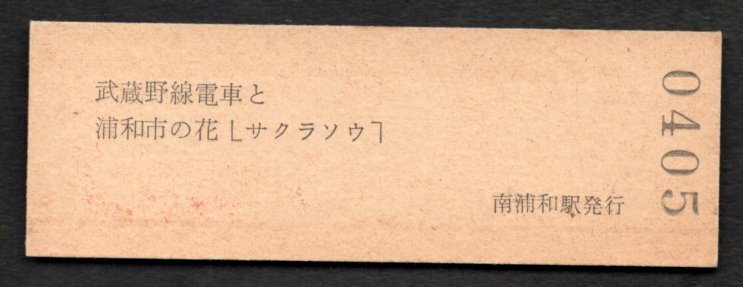 武蔵野線電車と
浦和市の花「サクラソウ」
南浦和駅発行
0405